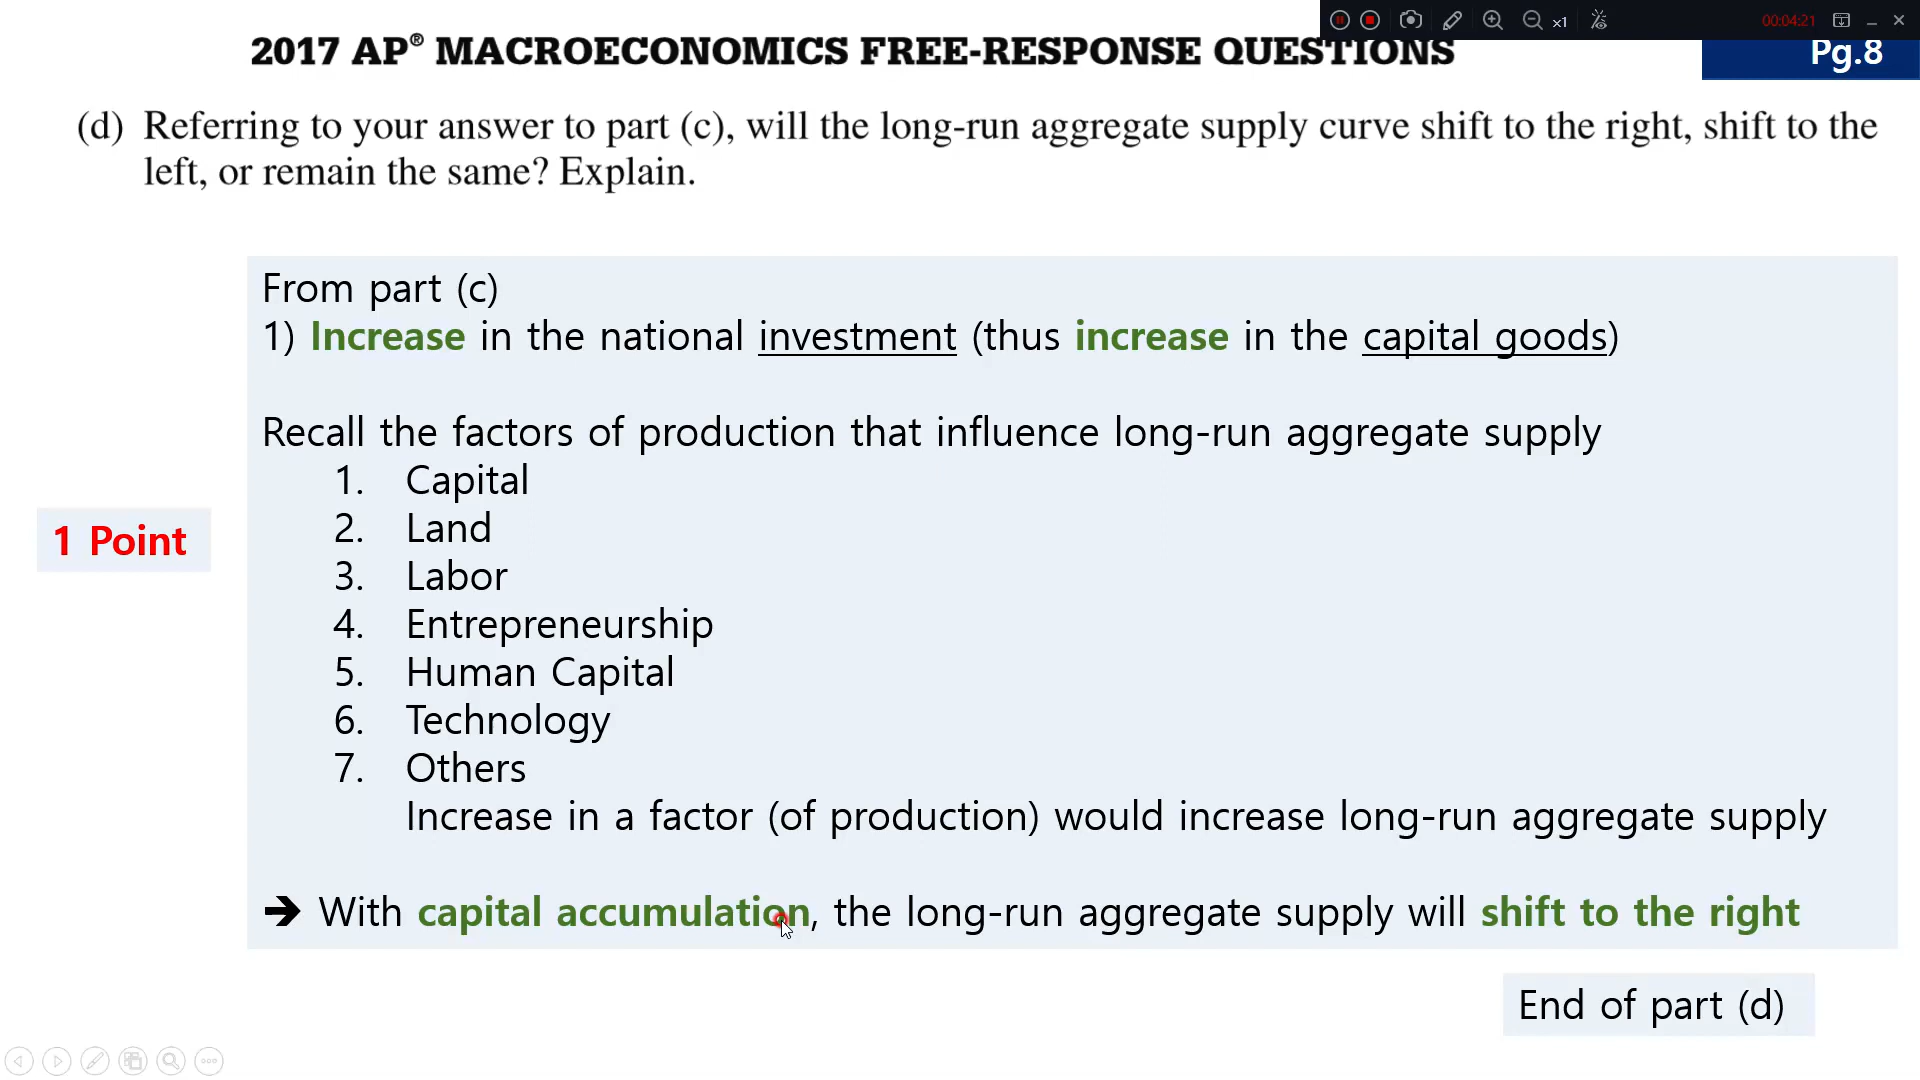 x1
00:04:21
2017 AP® MACROECONOMICS FREE-RESPONSE QUESTIONS
Pg.8
(d) Referring to your answer to part (c), will the long-run aggregate supply curve shift to the right, shift to the
left, or remain the same? Explain.
From part (c)
1) Increase in the national investment (thus increase in the capital goods)
Recall the factors of production that influence long-run aggregate supply
1. Capital
2. Land
1 Point
3. Labor
4. Entrepreneurship
5. Human Capital
6. Technology
7. Others
Increase in a factor (of production) would increase long-run aggregate supply
➔ With capital accumulation, the long-run aggregate supply will shift to the right
End of part (d)